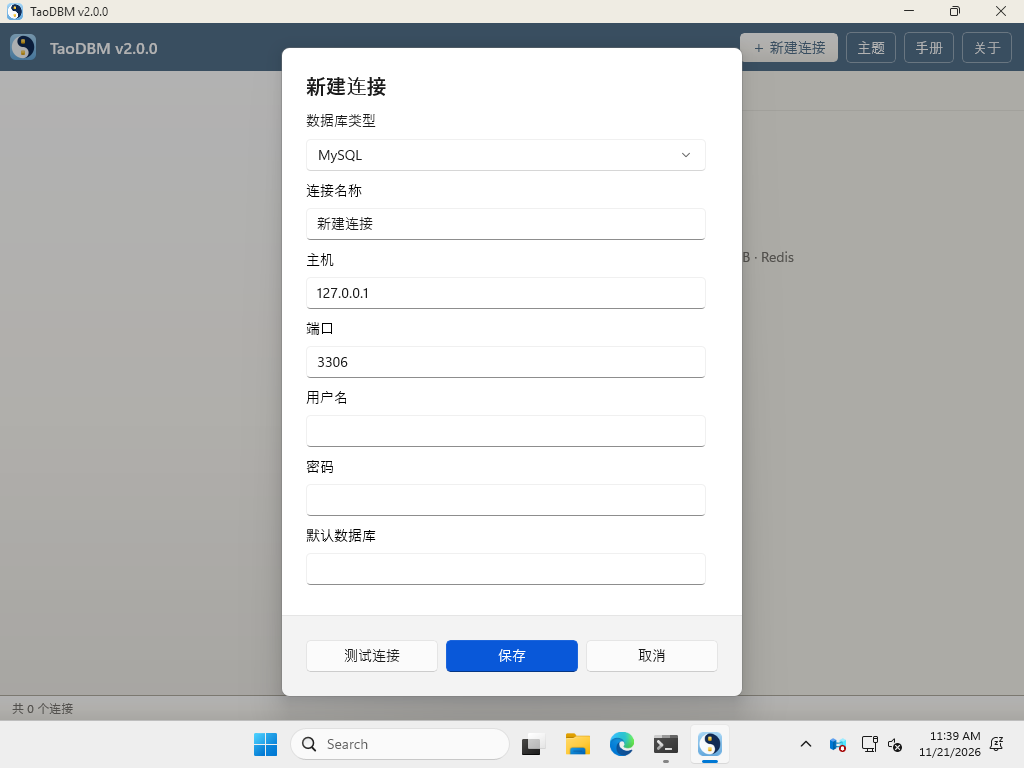 TaoDBM v2.0.0
TaoDBM v2.0.0
+ 新建连接
主题
手册
关于
新建连接
数据库类型
MySQL
连接名称
新建连接
主机
127.0.0.1
B · Redis
端口
3306
用户名
密码
默认数据库
测试连接
保存
取消
共 0 个连接
Search
11:39 AM
11/21/2026